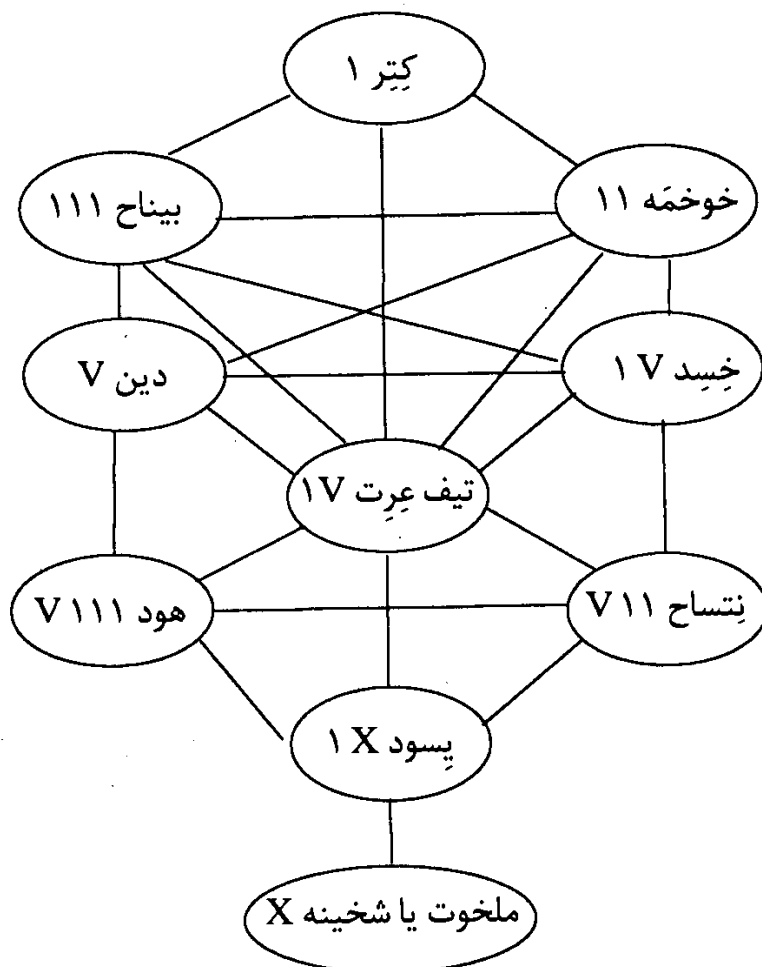 کِتِر ۱
خوخمَه ۱۱
بیناح ۱۱۱
خِسِد ۱V
دین V
تیف عِرِت ۱V
نِتساح V۱۱
هود V۱۱۱
یِسود ۱X
ملخوت یا شخینه X